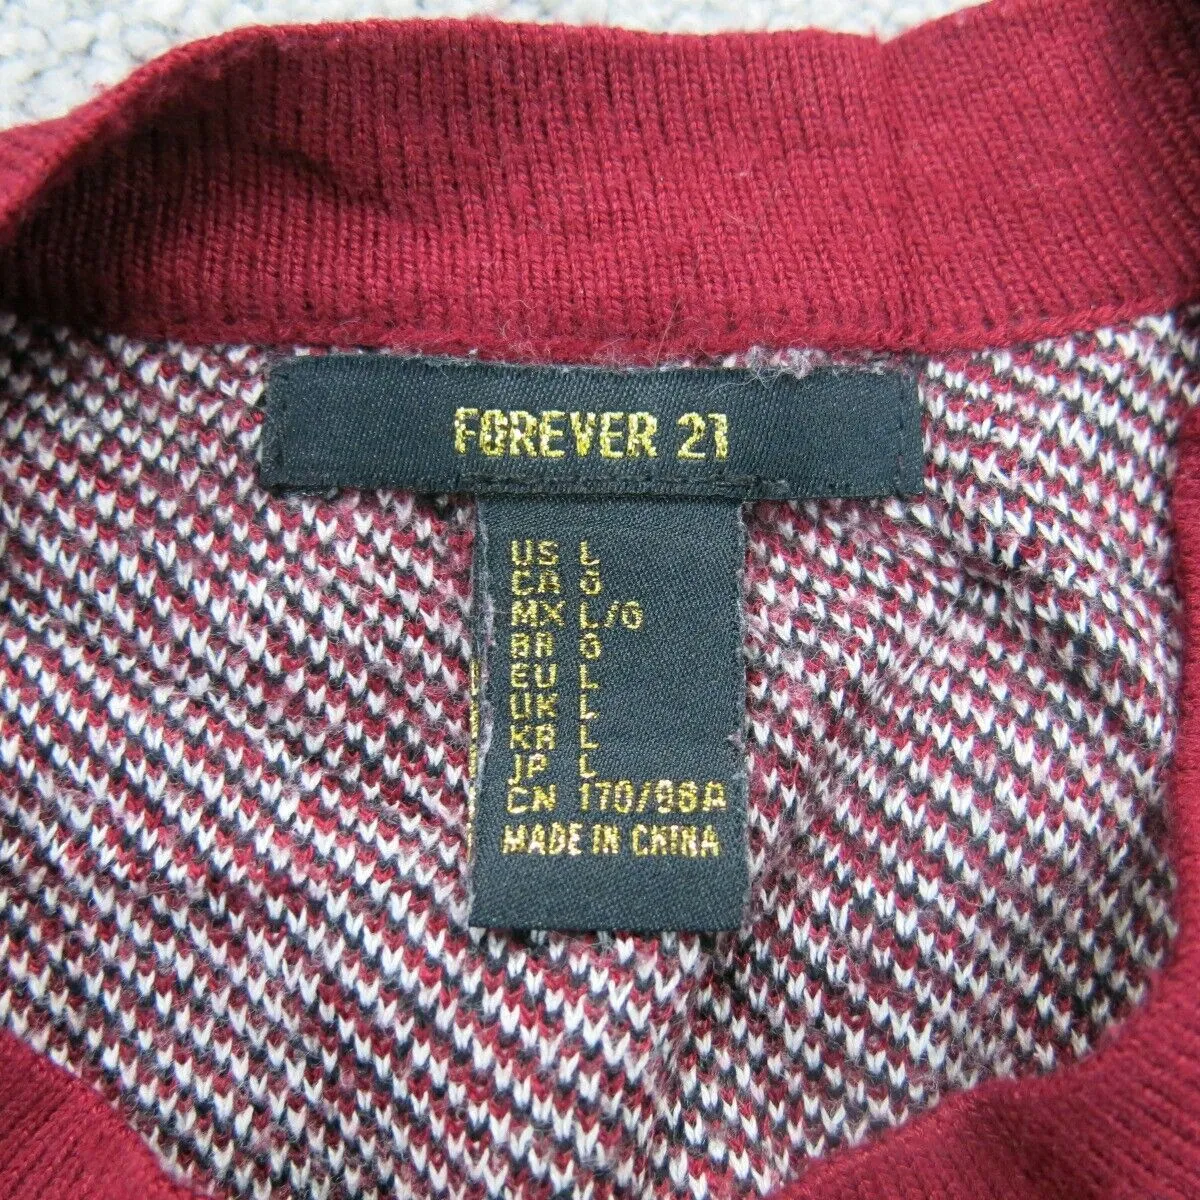 FOREVER 21
US L
CA G
MX L/G
BR G
EU L
UK L
KR L
JP L
CN 170/96A
MADE IN CHINA